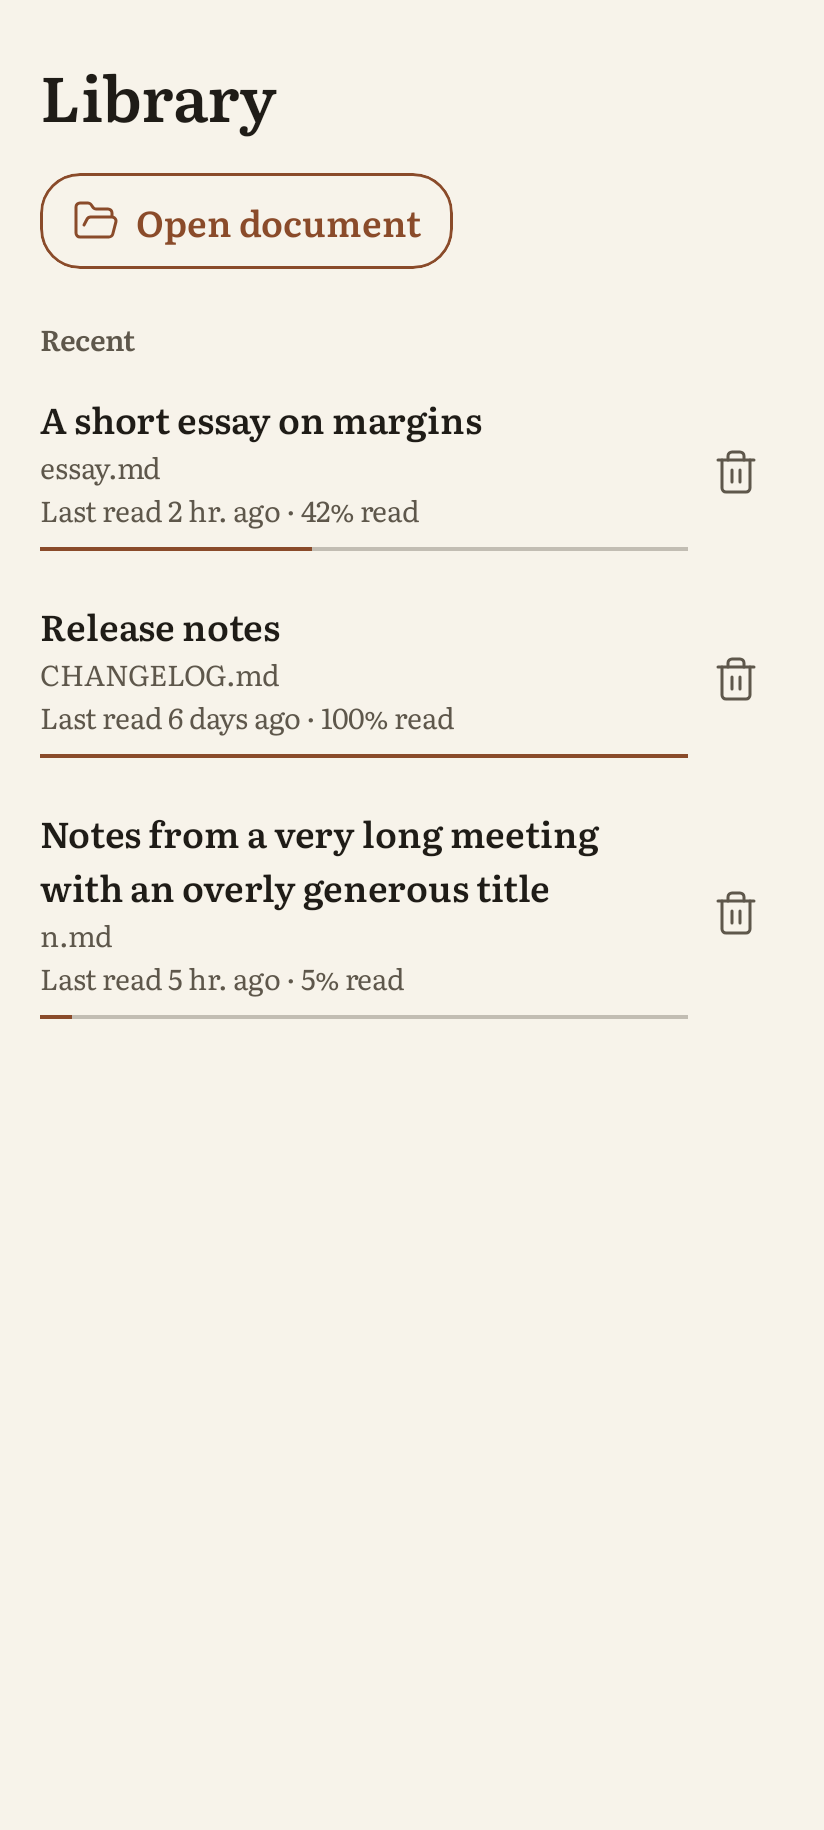 Library
Open document
Recent
A short essay on margins
essay.md
Last read 2 hr. ago · 42% read
Release notes
CHANGELOG.md
Last read 6 days ago · 100% read
Notes from a very long meeting
with an overly generous title
n.md
Last read 5 hr. ago · 5% read